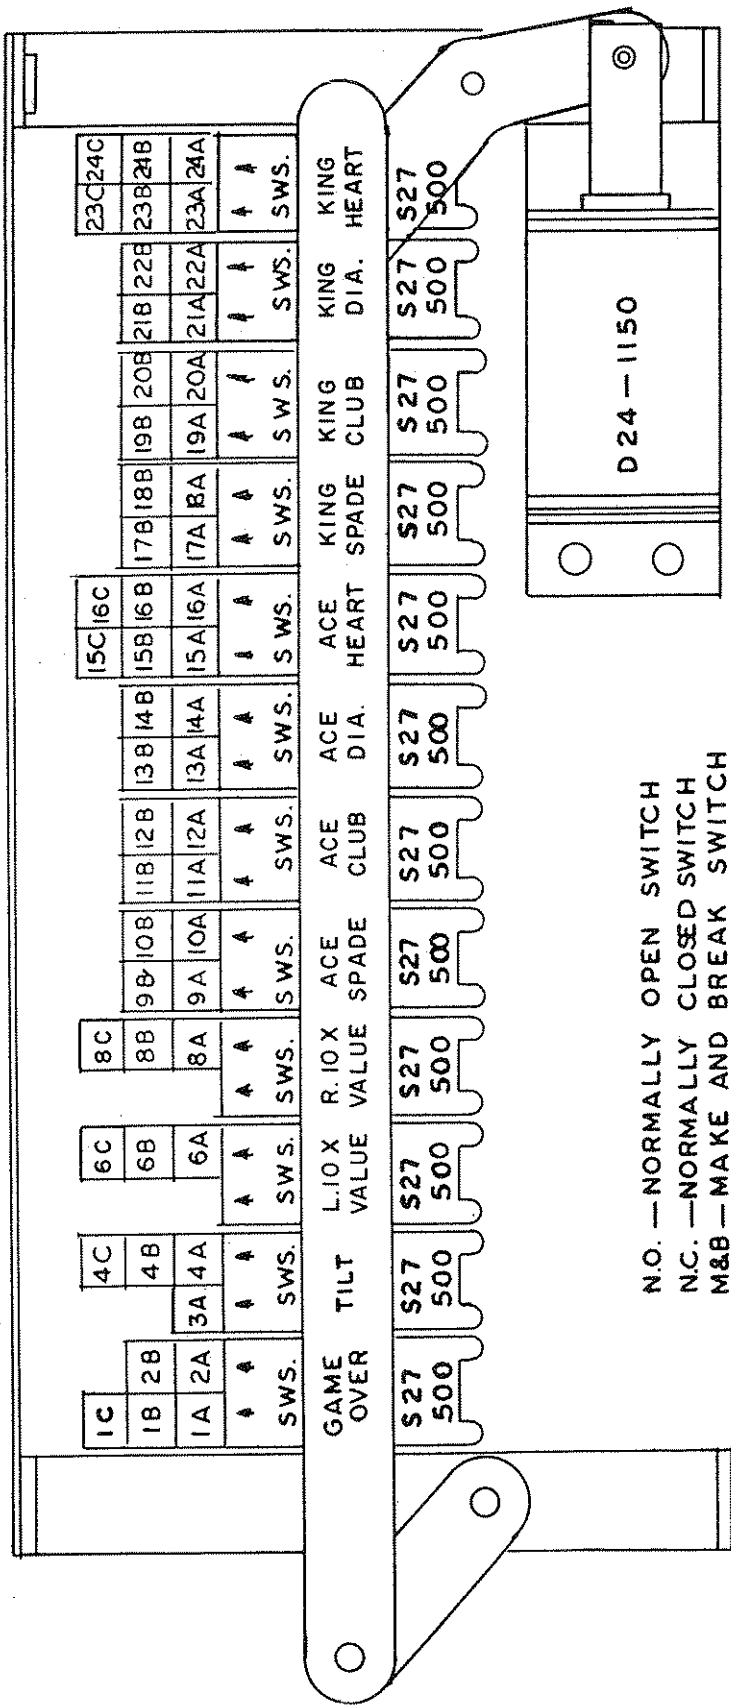 1C 4C 6C 8C 15C 16C 23C 24C
1B 2B 4B 6B 8B 9B 10B 11B 12B 13B 14B 15B 16B 17B 18B 19B 20B 21B 22B 23B 24B
1A 2A 3A 4A 6A 8A 9A 10A 11A 12A 13A 14A 15A 16A 17A 18A 19A 20A 21A 22A 23A 24A
SWS. SWS. SWS. SWS. SWS. SWS. SWS. SWS. SWS. SWS. SWS. SWS.
GAME TILT L.10X R.10X ACE ACE ACE ACE KING KING KING KING
OVER VALUE VALUE SPADE CLUB DIA. HEART SPADE CLUB DIA. HEART
S27 S27 S27 S27 S27 S27 S27 S27 S27 S27 S27 S27
500 500 500 500 500 500 500 500 500 500 500 500
D24-1150
N.O. — NORMALLY OPEN SWITCH
N.C. — NORMALLY CLOSED SWITCH
M&B — MAKE AND BREAK SWITCH